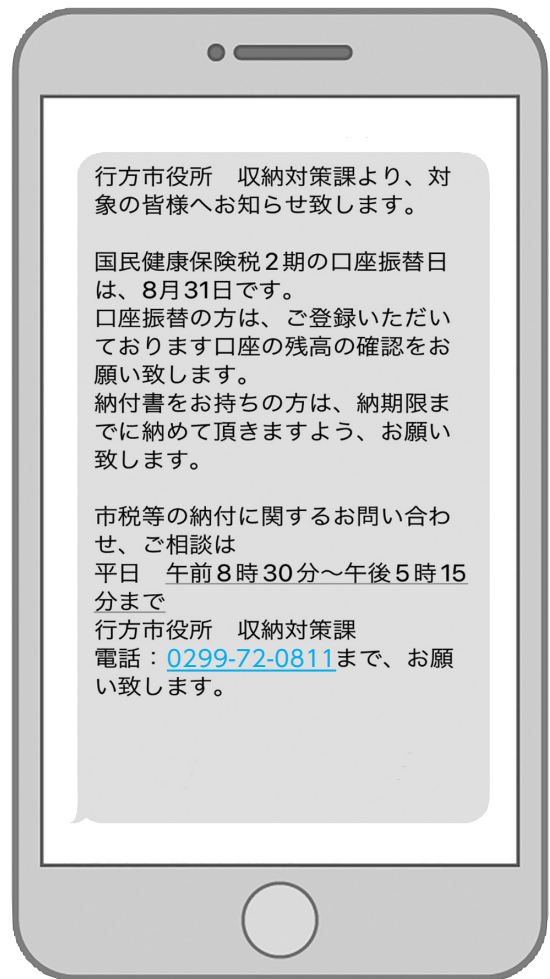 行方市役所　収納対策課より、対
象の皆様へお知らせ致します。
国民健康保険税２期の口座振替日
は、8月31日です。
口座振替の方は、ご登録いただい
ております口座の残高の確認をお
願い致します。
納付書をお持ちの方は、納期限ま
でに納めて頂きますよう、お願い
致します。
市税等の納付に関するお問い合わ
せ、ご相談は
平日　午前８時30分～午後５時15
分まで
行方市役所　収納対策課
電話：0299-72-0811まで、お願
い致します。